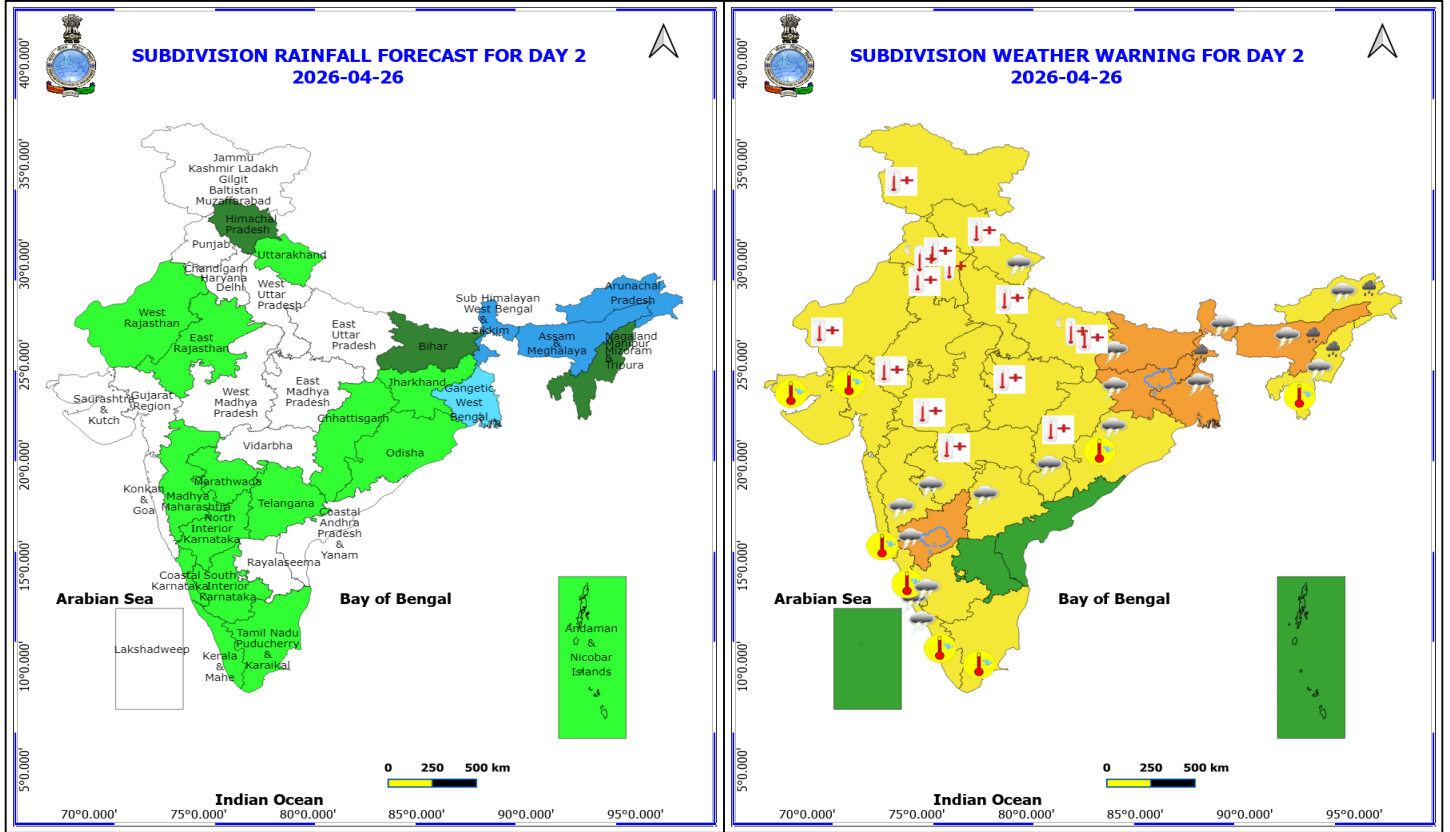 SUBDIVISION RAINFALL FORECAST FOR DAY 2
2026-04-26
40°0.000'
35°0.000'
30°0.000'
25°0.000'
20°0.000'
15°0.000'
10°0.000'
5°0.000'
Jammu
Kashmir Ladakh
Gilgit
Baltistan
Muzaffarabad
Himachal
Pradesh
Punjab
Uttarakhand
Chandigarh
Haryana
Delhi
West
Uttar
Pradesh
West
Rajasthan
East
Rajasthan
East
Uttar
Pradesh
Bihar
Sub Himalayan
West Bengal
&
Sikkim
Arunachal
Pradesh
Assam
&
Meghalaya
Nagaland
Manipur
Mizoram
&
Tripura
Jharkhand
Gangetic
West
Bengal
Saurashtra
&
Kutch
Gujarat
Region
West
Madhya
Pradesh
East
Madhya
Pradesh
Chhattisgarh
Odisha
Vidarbha
Konkan
&
Goa
Marathwada
Madhya
Maharashtra
Telangana
North
Interior
Karnataka
Coastal
Andhra
Pradesh
&
Yanam
Rayalaseema
Coastal
Karnataka
South
Interior
Karnataka
Tamil Nadu
Puducherry
&
Karaikal
Kerala
&
Mahe
Lakshadweep
Andaman
&
Nicobar
Islands
Arabian Sea
Bay of Bengal
Indian Ocean
0 250 500 km
70°0.000' 75°0.000' 80°0.000' 85°0.000' 90°0.000' 95°0.000'
SUBDIVISION WEATHER WARNING FOR DAY 2
2026-04-26
40°0.000'
35°0.000'
30°0.000'
25°0.000'
20°0.000'
15°0.000'
10°0.000'
5°0.000'
Arabian Sea
Bay of Bengal
Indian Ocean
0 250 500 km
70°0.000' 75°0.000' 80°0.000' 85°0.000' 90°0.000' 95°0.000'